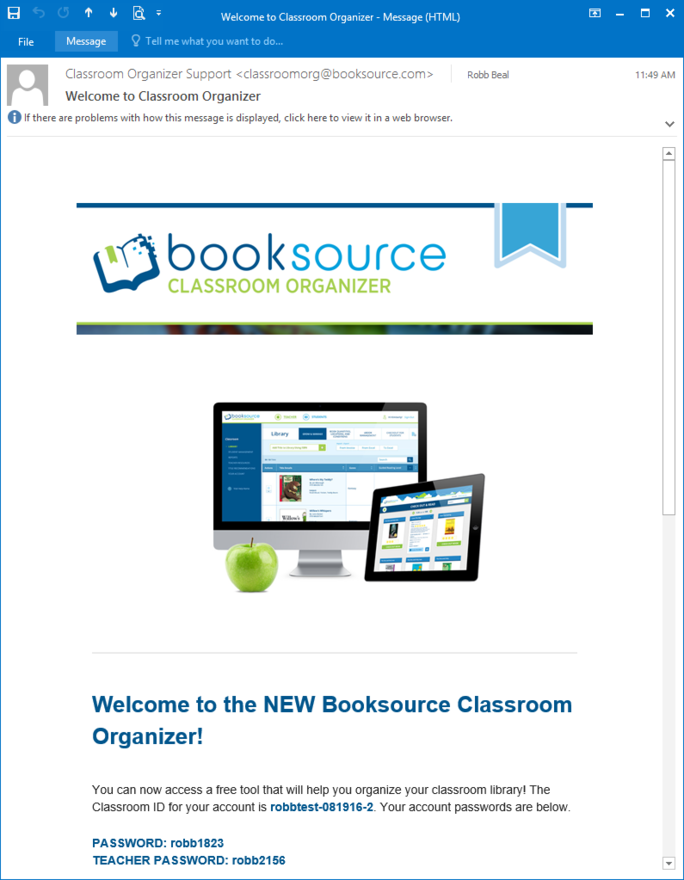 Welcome to Classroom Organizer - Message (HTML)
File Message Tell me what you want to do...
Classroom Organizer Support <classroomorg@booksource.com> Robb Beal 11:49 AM
Welcome to Classroom Organizer
If there are problems with how this message is displayed, click here to view it in a web browser.
booksource
CLASSROOM ORGANIZER
booksource
Library
Welcome to the NEW Booksource Classroom
Organizer!
You can now access a free tool that will help you organize your classroom library! The
Classroom ID for your account is robbtest-081916-2. Your account passwords are below.
PASSWORD: robb1823
TEACHER PASSWORD: robb2156